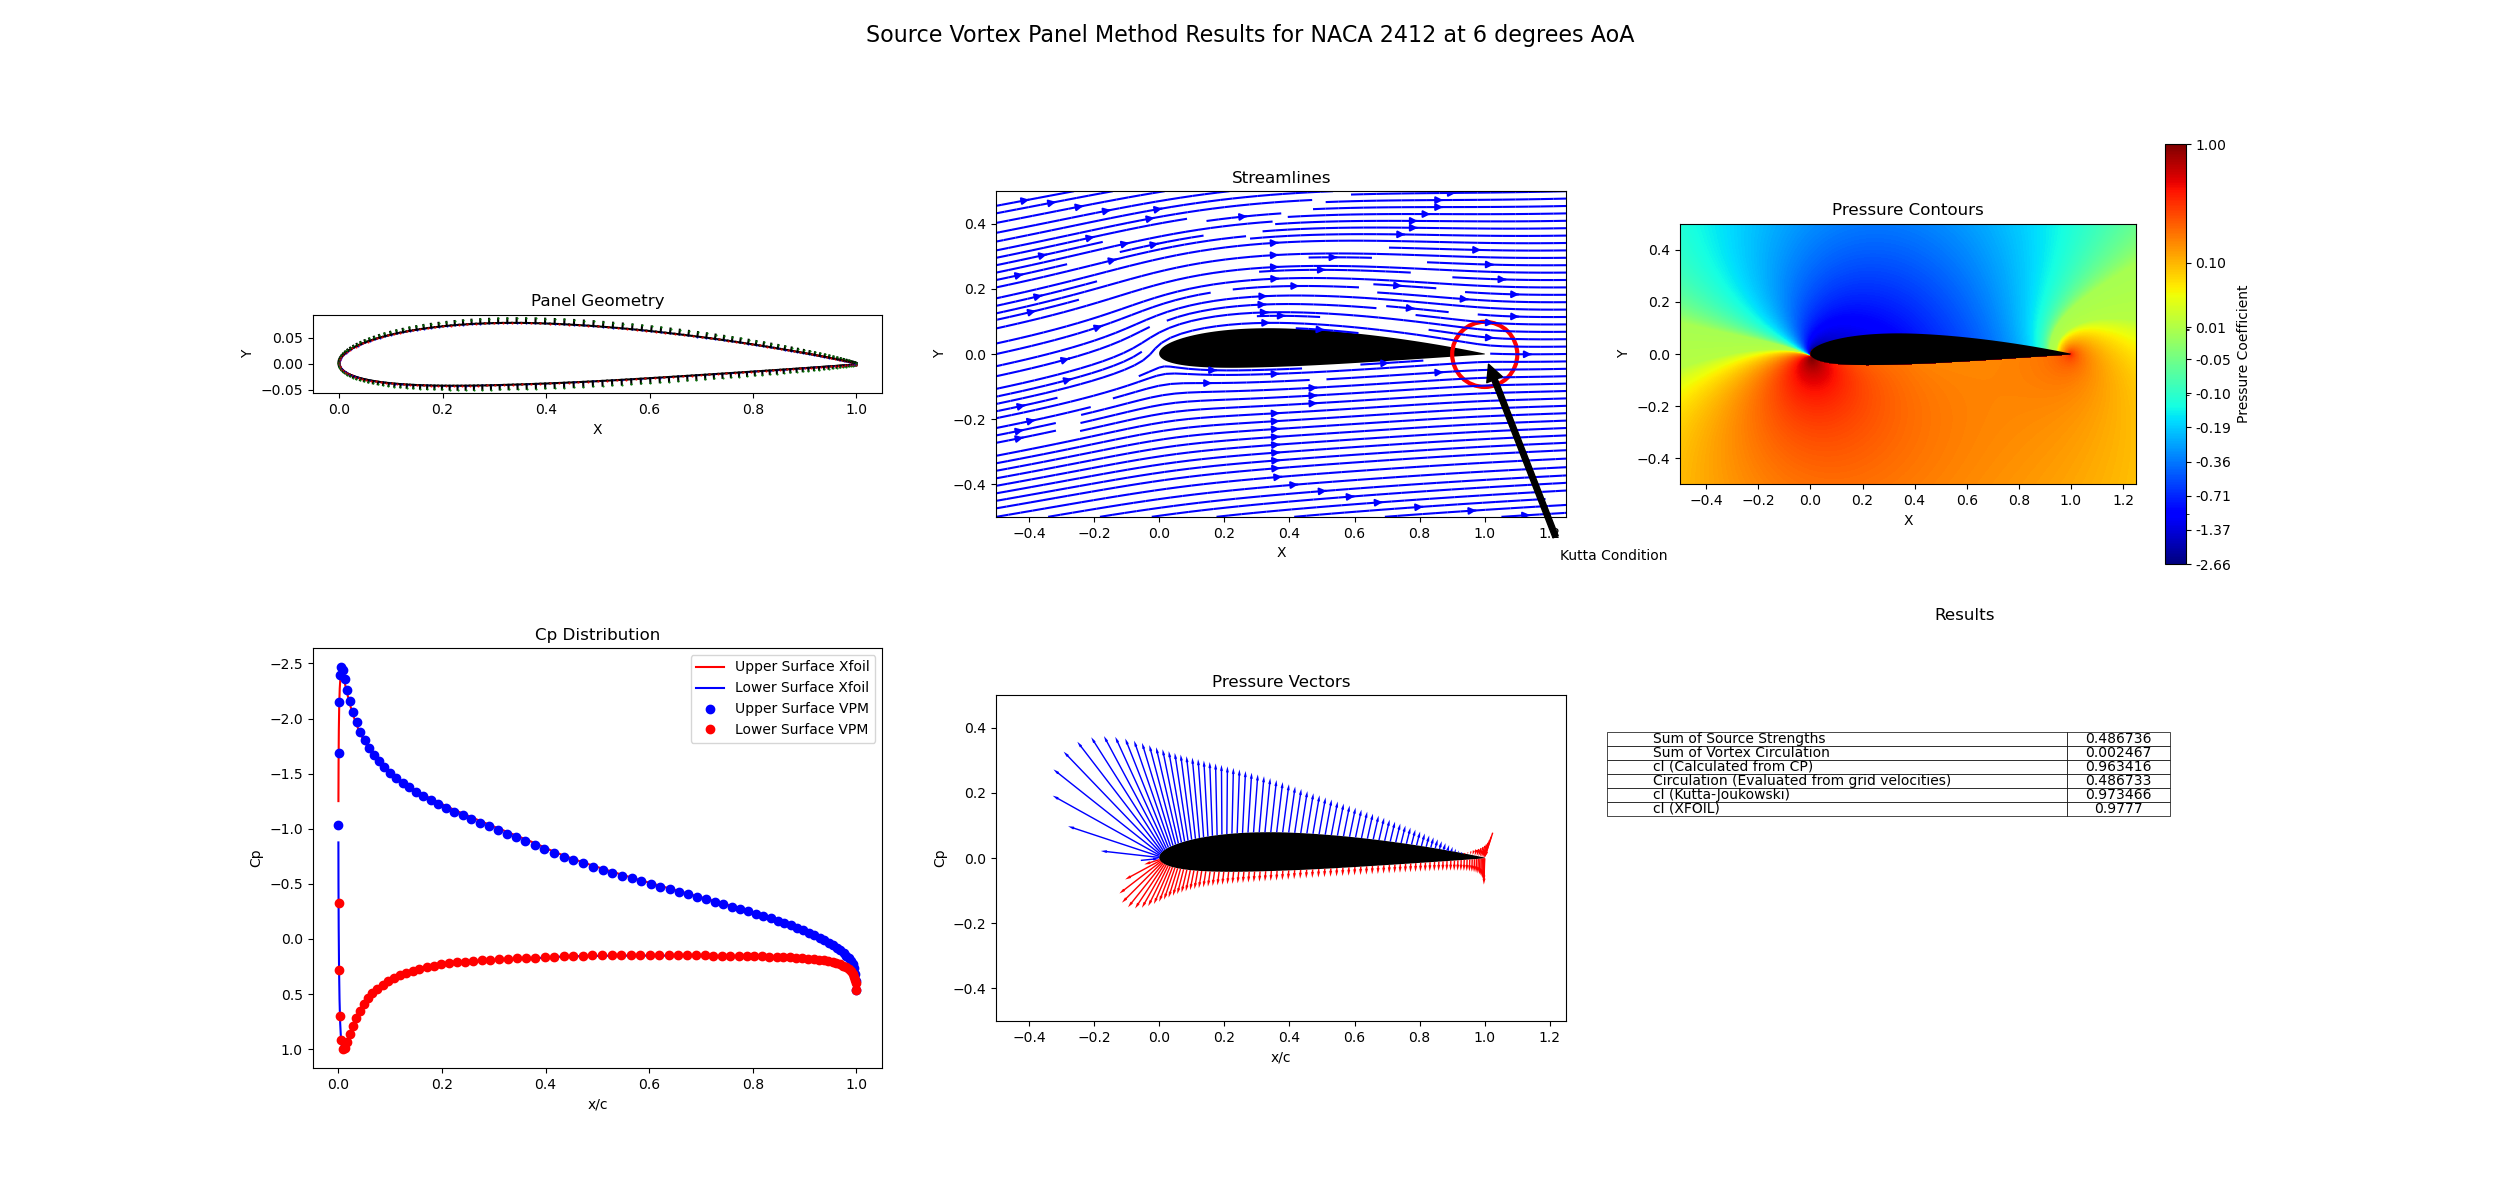 Source Vortex Panel Method Results for NACA 2412 at 6 degrees AoA
Panel Geometry
Y
0.05
0.00
−0.05
0.0 0.2 0.4 0.6 0.8 1.0
X
Streamlines
Y
0.4
0.2
0.0
−0.2
−0.4
−0.4 −0.2 0.0 0.2 0.4 0.6 0.8 1.0 1.2
X
Kutta Condition
Pressure Contours
Y
0.4
0.2
0.0
−0.2
−0.4
−0.4 −0.2 0.0 0.2 0.4 0.6 0.8 1.0 1.2
X
1.00
0.10
0.01
-0.05
-0.10
-0.19
-0.36
-0.71
-1.37
-2.66
Pressure Coefficient
Cp Distribution
Cp
−2.5
−2.0
−1.5
−1.0
−0.5
0.0
0.5
1.0
Upper Surface Xfoil
Lower Surface Xfoil
Upper Surface VPM
Lower Surface VPM
0.0 0.2 0.4 0.6 0.8 1.0
x/c
Pressure Vectors
Cp
0.4
0.2
0.0
−0.2
−0.4
−0.4 −0.2 0.0 0.2 0.4 0.6 0.8 1.0 1.2
x/c
Results
Sum of Source Strengths 0.486736
Sum of Vortex Circulation 0.002467
cl (Calculated from CP) 0.963416
Circulation (Evaluated from grid velocities) 0.486733
cl (Kutta-Joukowski) 0.973466
cl (XFOIL) 0.9777